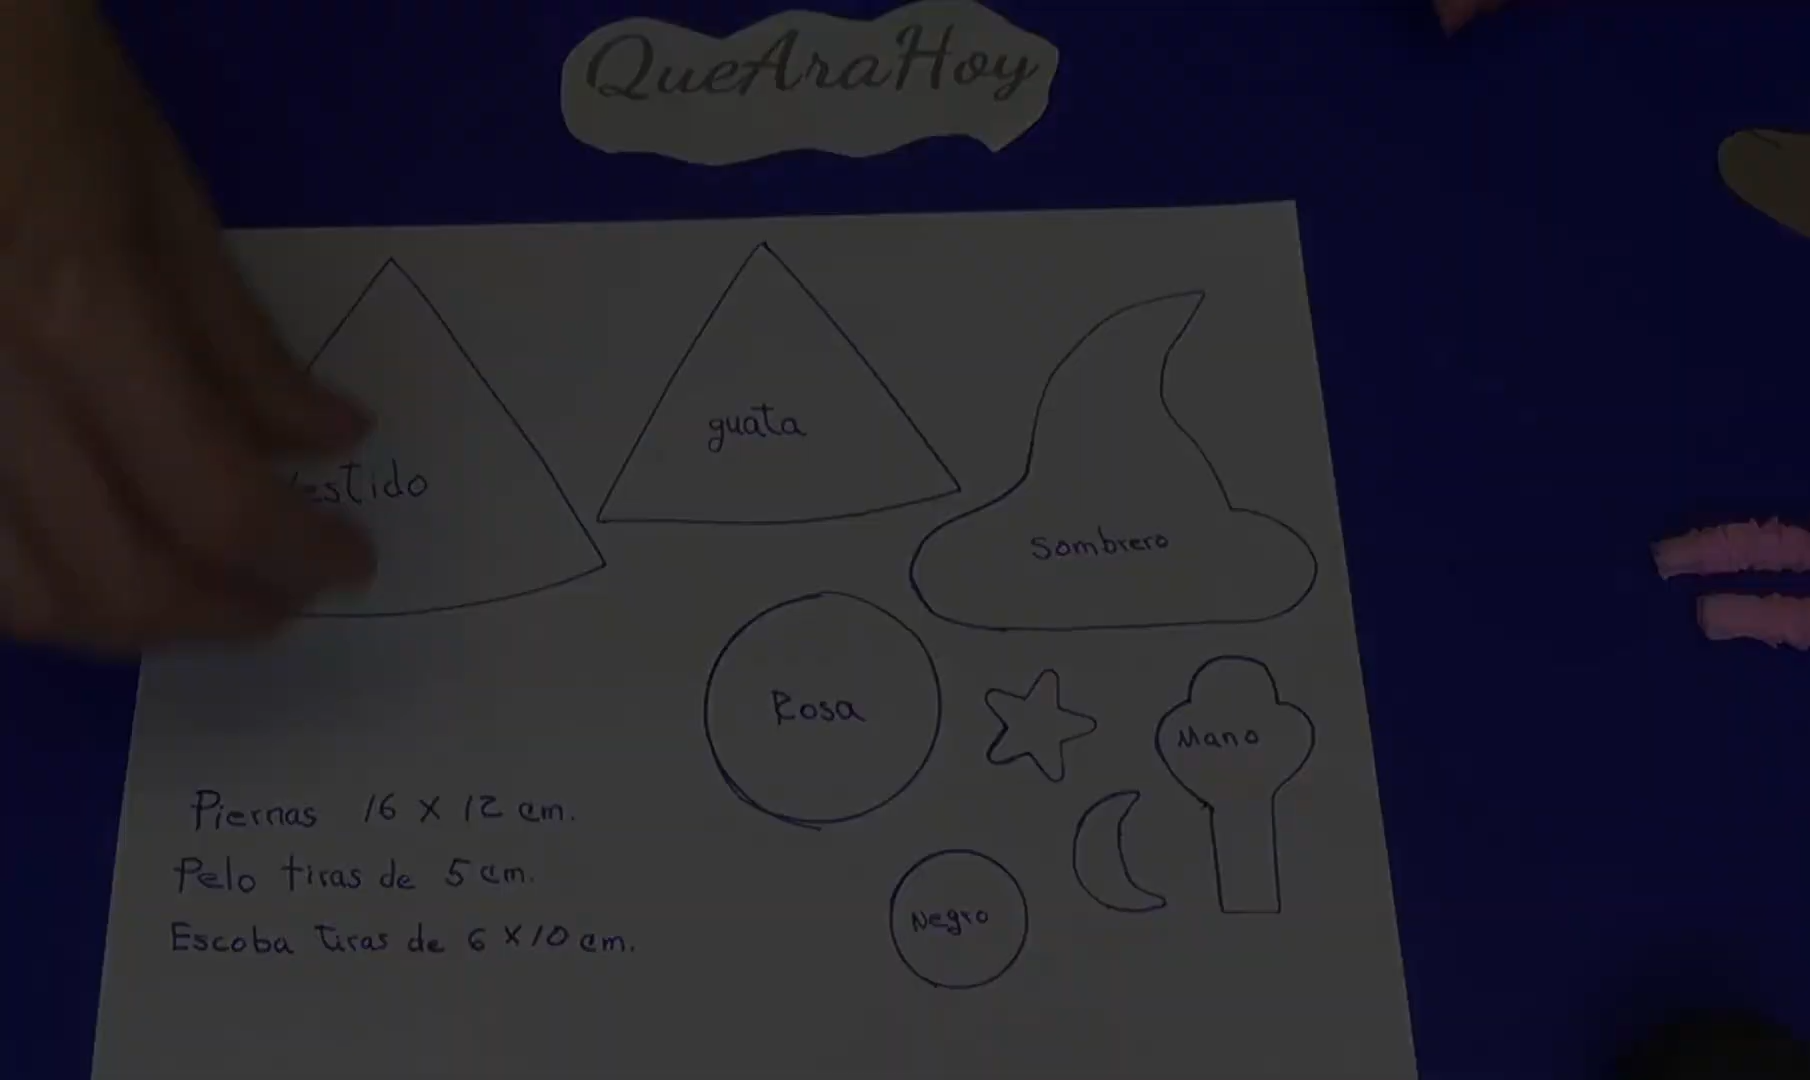 QueAraHoy
guata
Sombrero
Rosa
Mano
Negro
Piernas 16 X 12 cm.
Pelo tiras de 5 cm.
Escoba tiras de 6 X 10 cm.